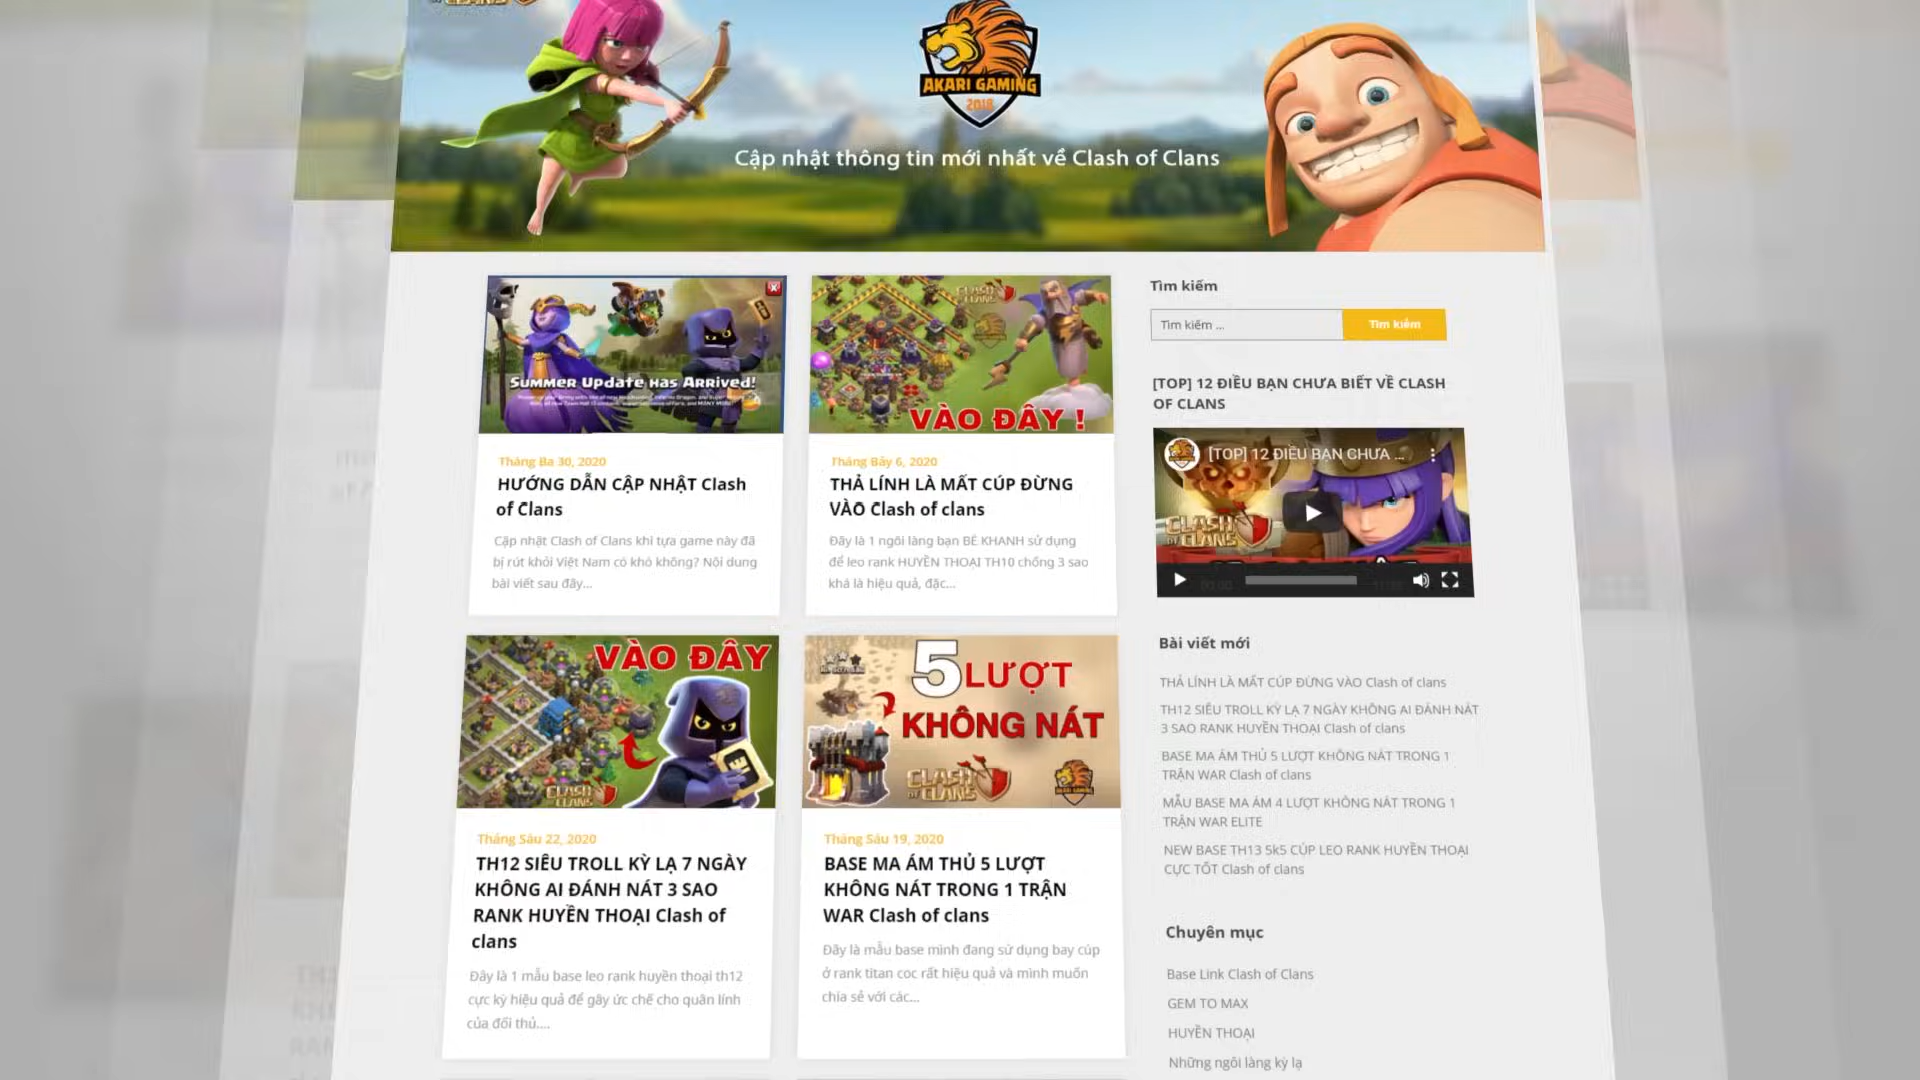 AKARI GAMING
2018
Cập nhật thông tin mới nhất về Clash of Clans
Summer Update has Arrived!
Tháng Ba 30, 2020
HƯỚNG DẪN CẬP NHẬT Clash
of Clans
Cập nhật Clash of Clans khi tựa game này đã
bị rút khỏi Việt Nam có khó không? Nội dung
bài viết sau đây...
CLASH OF CLANS
VÀO ĐÂY !
Tháng Bảy 6, 2020
THẢ LÍNH LÀ MẤT CÚP ĐỪNG
VÀO Clash of clans
Đây là 1 ngôi làng bạn BÉ KHANH sử dụng
để leo rank HUYỀN THOẠI TH10 chống 3 sao
khá là hiệu quả, đặc...
VÀO ĐÂY
CLASH OF CLANS
Tháng Sáu 22, 2020
TH12 SIÊU TROLL KỲ LẠ 7 NGÀY
KHÔNG AI ĐÁNH NÁT 3 SAO
RANK HUYỀN THOẠI Clash of
clans
Đây là 1 mẫu base leo rank huyền thoại th12
cực kỳ hiệu quả để gây ức chế cho quân lính
của đối thủ....
5 LƯỢT
KHÔNG NÁT
CLASH OF CLANS
AKARI GAMING
Tháng Sáu 19, 2020
BASE MA ÁM THỦ 5 LƯỢT
KHÔNG NÁT TRONG 1 TRẬN
WAR Clash of clans
Đây là mẫu base mình đang sử dụng bay cúp
ở rank titan coc rất hiệu quả và mình muốn
chia sẻ với các...
Tìm kiếm
Tìm kiếm ...
Tìm kiếm
[TOP] 12 ĐIỀU BẠN CHƯA BIẾT VỀ CLASH
OF CLANS
[TOP] 12 ĐIỀU BẠN CHƯA ...
CLASH OF CLANS
Bài viết mới
THẢ LÍNH LÀ MẤT CÚP ĐỪNG VÀO Clash of clans
TH12 SIÊU TROLL KỲ LẠ 7 NGÀY KHÔNG AI ĐÁNH NÁT
3 SAO RANK HUYỀN THOẠI Clash of clans
BASE MA ÁM THỦ 5 LƯỢT KHÔNG NÁT TRONG 1
TRẬN WAR Clash of clans
MẪU BASE MA ÁM 4 LƯỢT KHÔNG NÁT TRONG 1
TRẬN WAR ELITE
NEW BASE TH13 5k5 CÚP LEO RANK HUYỀN THOẠI
CỰC TỐT Clash of clans
Chuyên mục
Base Link Clash of Clans
GEM TO MAX
HUYỀN THOẠI
Những ngôi làng kỳ lạ